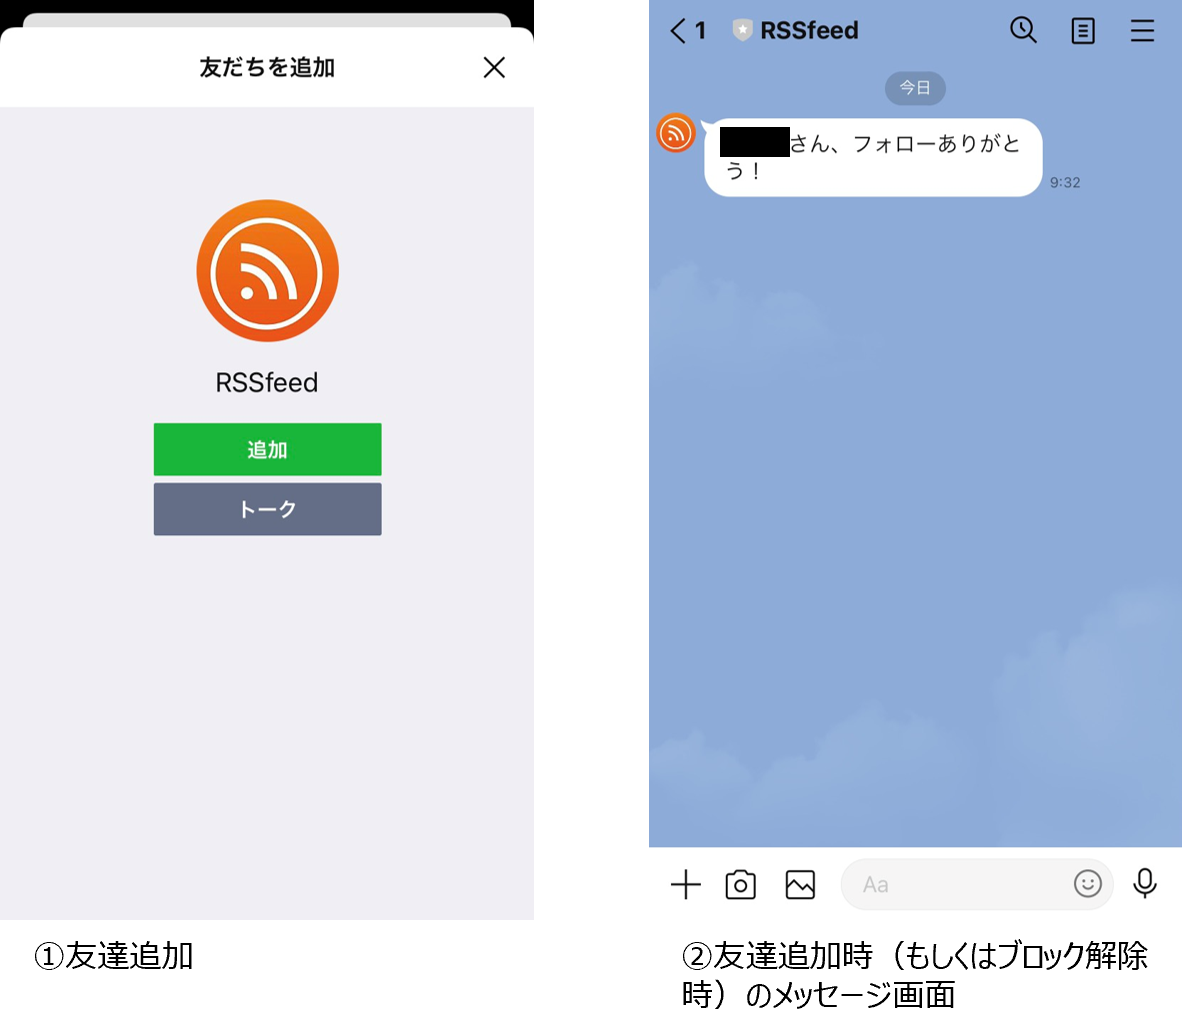 友だちを追加
RSSfeed
追加
トーク
①友達追加
1 RSSfeed
今日
さん、フォローありがと
う！
9:32
Aa
②友達追加時（もしくはブロック解除
時）のメッセージ画面